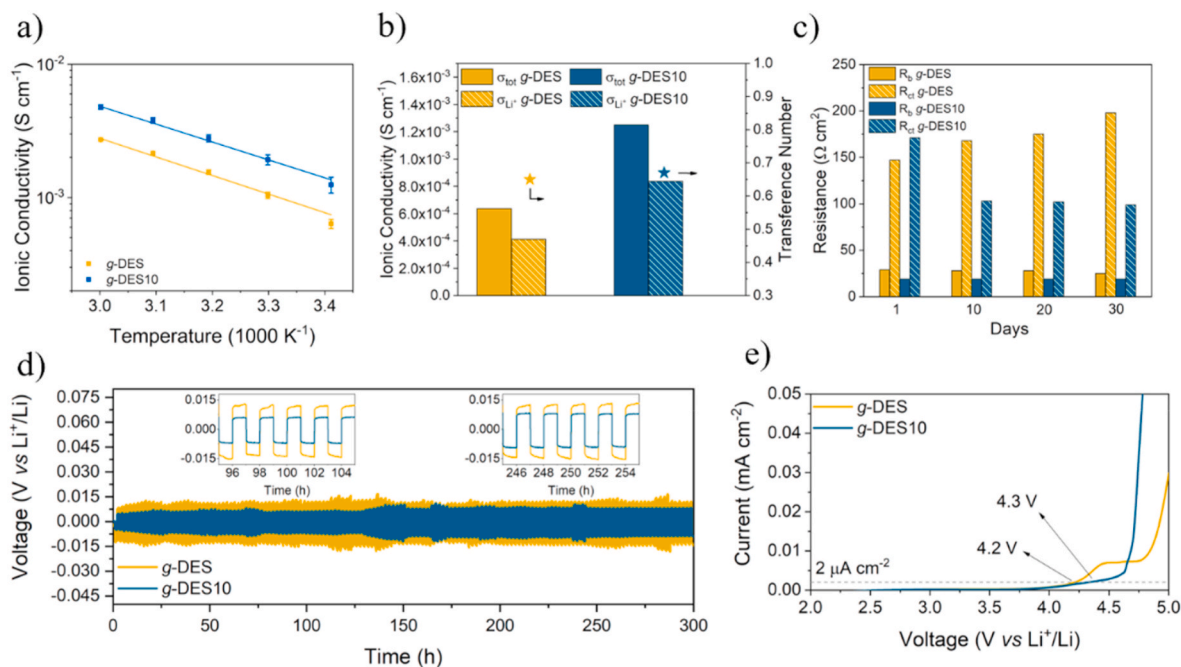 a)
Ionic Conductivity (S cm⁻¹)
10⁻²
10⁻³
g-DES
g-DES10
3.0 3.1 3.2 3.3 3.4
Temperature (1000 K⁻¹)
b)
Ionic Conductivity (S cm⁻¹)
1.6x10⁻³
1.4x10⁻³
1.2x10⁻³
1.0x10⁻³
8.0x10⁻⁴
6.0x10⁻⁴
4.0x10⁻⁴
2.0x10⁻⁴
0.0
σtot g-DES σtot g-DES10
σLi⁺ g-DES σLi⁺ g-DES10
1.0
0.9
0.8
0.7
0.6
0.5
0.4
0.3
Transference Number
c)
Resistance (Ω cm²)
250
200
150
100
50
0
Rb g-DES
Rct g-DES
Rb g-DES10
Rct g-DES10
1 10 20 30
Days
d)
Voltage (V vs Li⁺/Li)
0.075
0.060
0.045
0.030
0.015
0.000
-0.015
-0.030
-0.045
0.015
0.000
-0.015
96 98 100 102 104
Time (h)
0.015
0.000
-0.015
246 248 250 252 254
Time (h)
g-DES
g-DES10
0 50 100 150 200 250 300
Time (h)
e)
Current (mA cm⁻²)
0.05
0.04
0.03
0.02
0.01
0.00
g-DES
g-DES10
4.3 V
4.2 V
2 μA cm⁻²
2.0 2.5 3.0 3.5 4.0 4.5 5.0
Voltage (V vs Li⁺/Li)